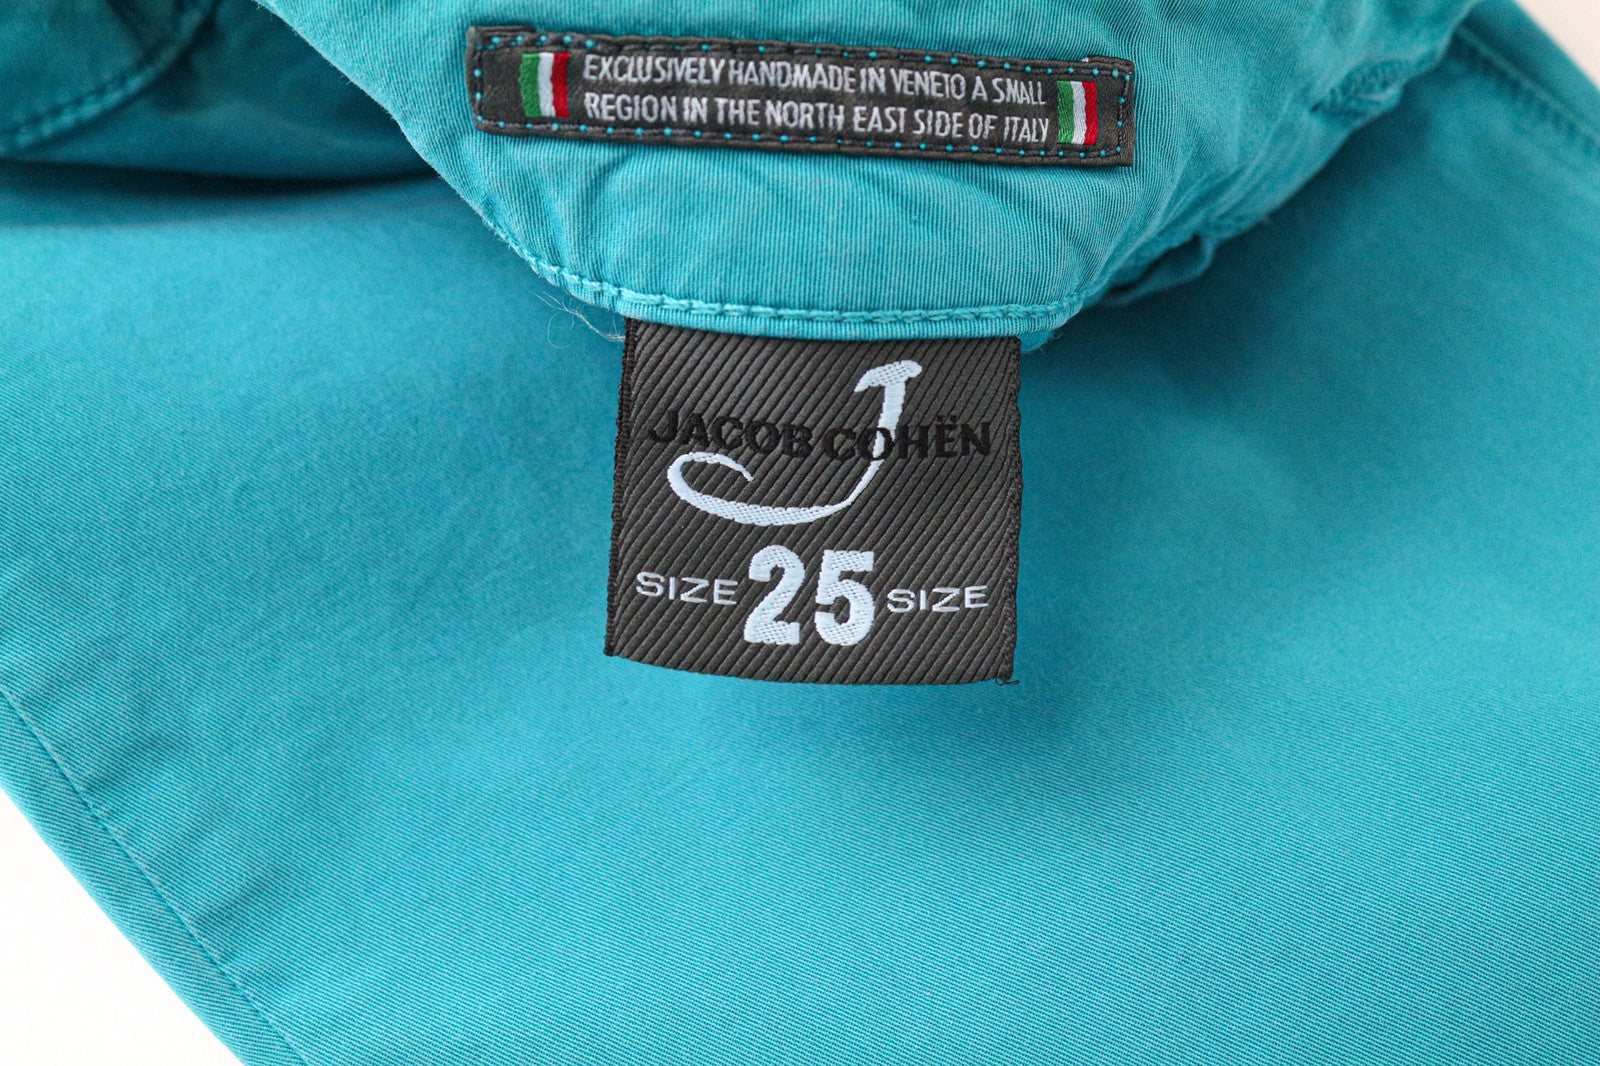 EXCLUSIVELY HANDMADE IN VENETO A SMALL
REGION IN THE NORTH EAST SIDE OF ITALY
J
JACOB COHËN
SIZE 25 SIZE